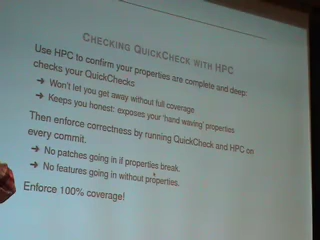 CHECKING QUICKCHECK WITH HPC
Use HPC to confirm your properties are complete and deep:
checks your QuickChecks
➜ Won't let you get away without full coverage
➜ Keeps you honest: exposes your 'hand waving' properties
Then enforce correctness by running QuickCheck and HPC on
every commit.
➜ No patches going in if properties break.
➜ No features going in without properties.
Enforce 100% coverage!